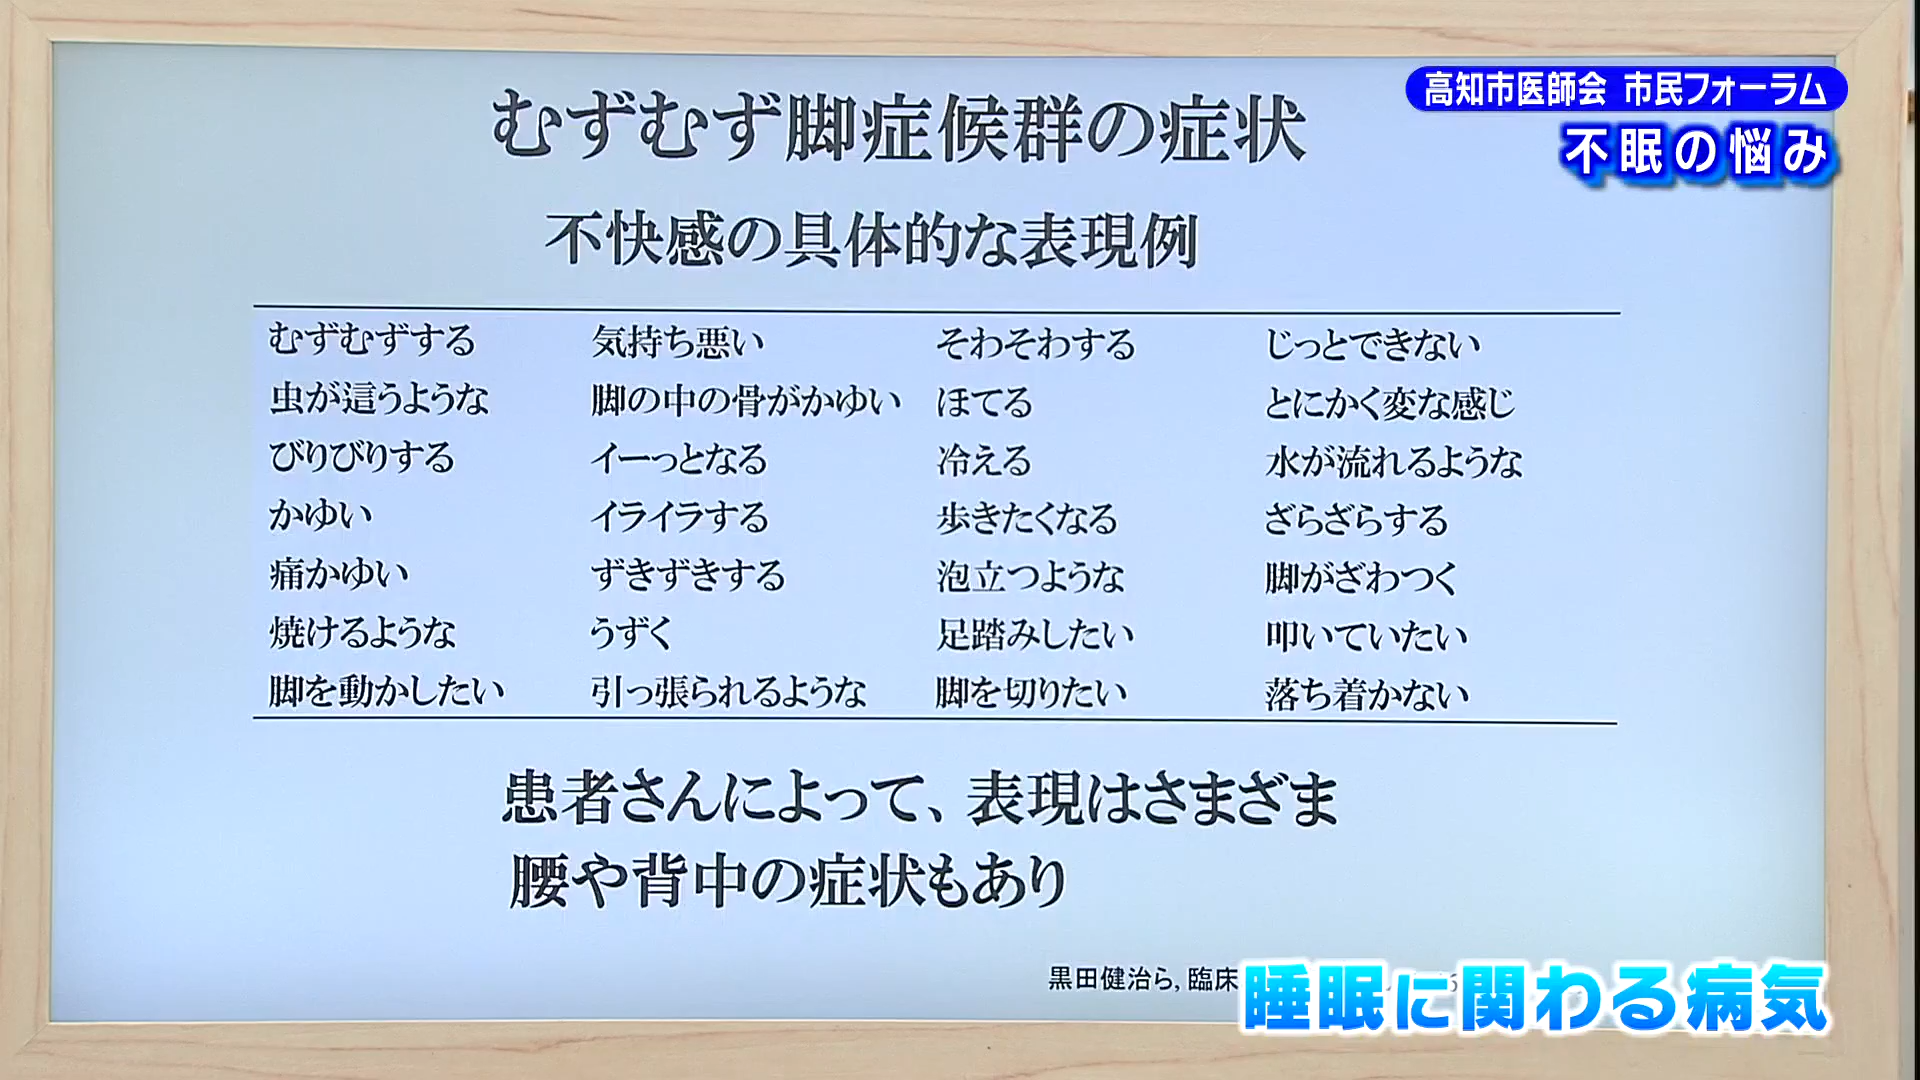 高知市医師会 市民フォーラム
不眠の悩み
むずむず脚症候群の症状
不快感の具体的な表現例
むずむずする 気持ち悪い そわそわする じっとできない
虫が這うような 脚の中の骨がかゆい ほてる とにかく変な感じ
びりびりする イーっとなる 冷える 水が流れるような
かゆい イライラする 歩きたくなる ざらざらする
痛かゆい ずきずきする 泡立つような 脚がざわつく
焼けるような うずく 足踏みしたい 叩いていたい
脚を動かしたい 引っ張られるような 脚を切りたい 落ち着かない
患者さんによって、表現はさまざま
腰や背中の症状もあり
黒田健治ら, 臨床
睡眠に関わる病気